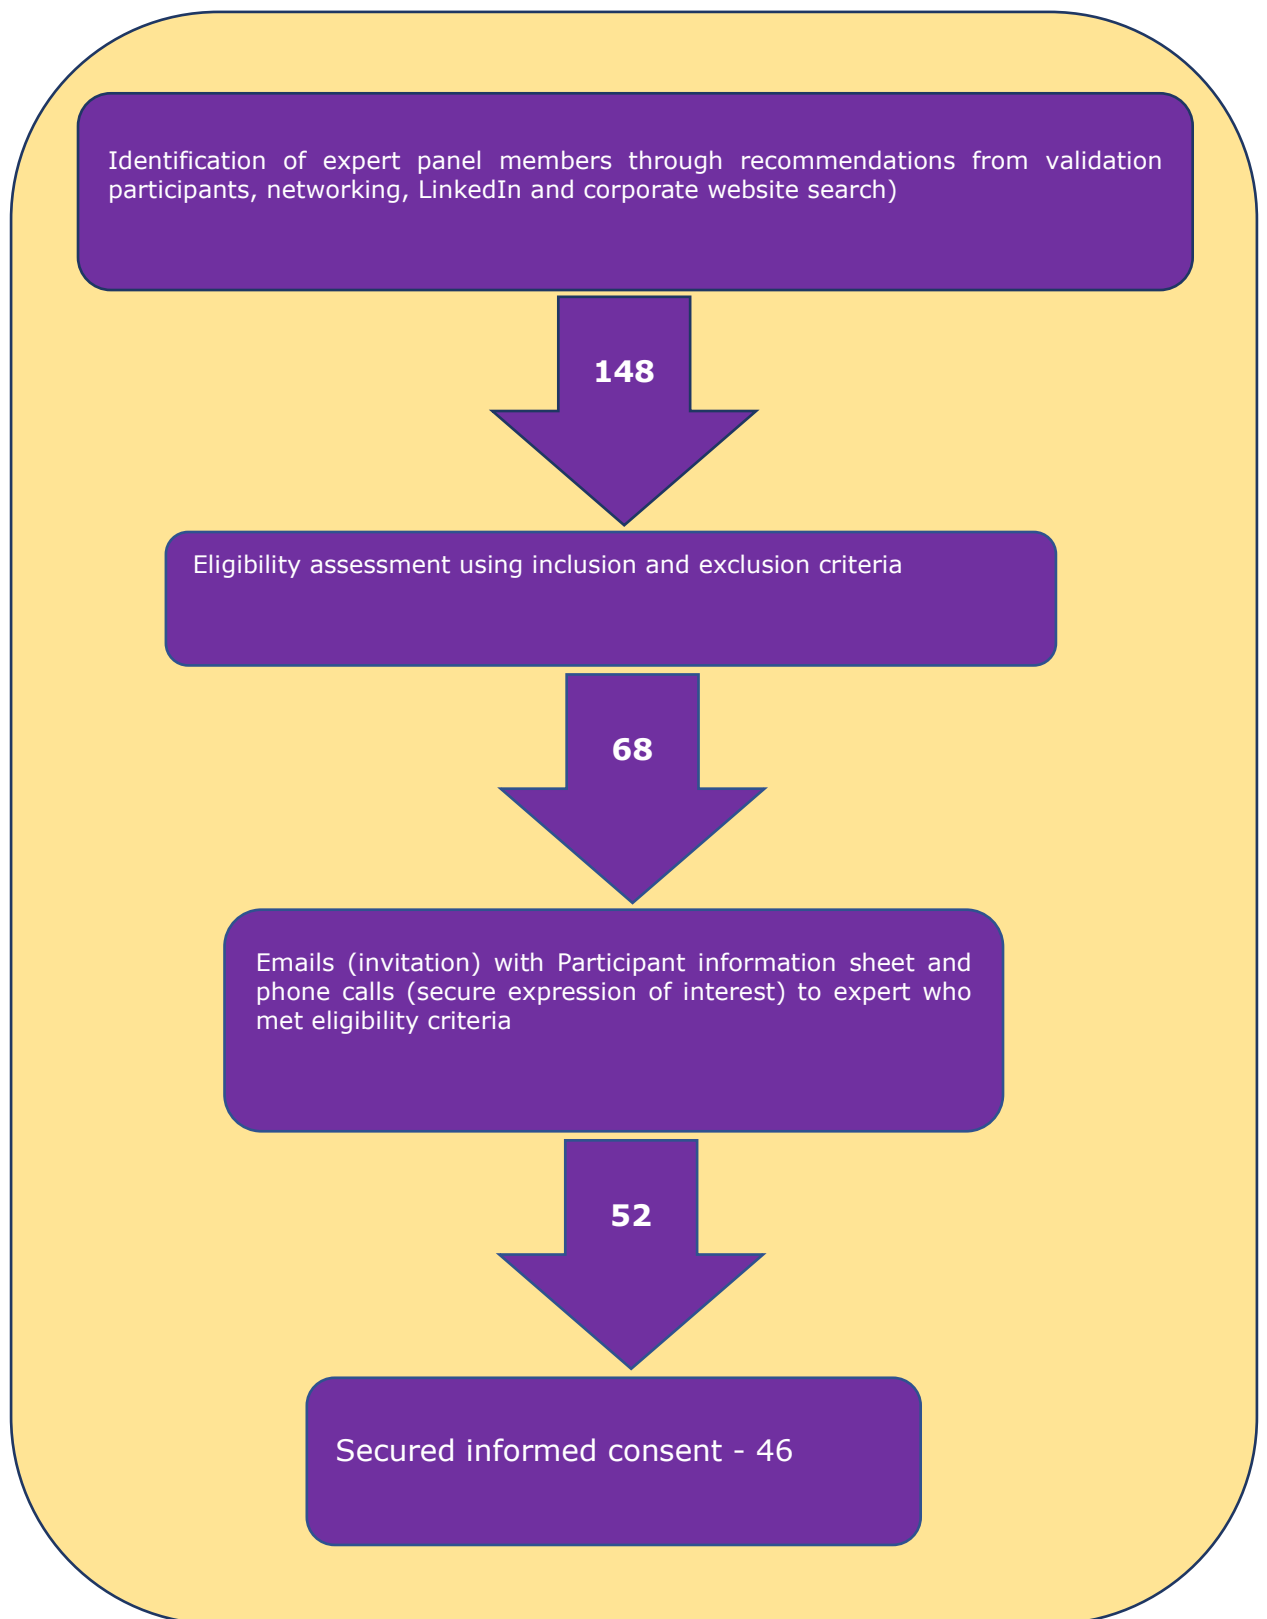 Identification of expert panel members through recommendations from validation
participants, networking, LinkedIn and corporate website search)
148
Eligibility assessment using inclusion and exclusion criteria
68
Emails (invitation) with Participant information sheet and
phone calls (secure expression of interest) to expert who
met eligibility criteria
52
Secured informed consent - 46